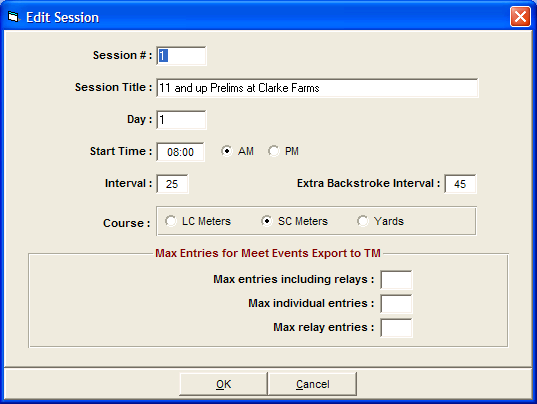 Edit Session
Session # : 1
Session Title : 11 and up Prelims at Clarke Farms
Day : 1
Start Time : 08:00 AM PM
Interval : 25 Extra Backstroke Interval : 45
Course : LC Meters SC Meters Yards
Max Entries for Meet Events Export to TM
Max entries including relays :
Max individual entries :
Max relay entries :
OK Cancel